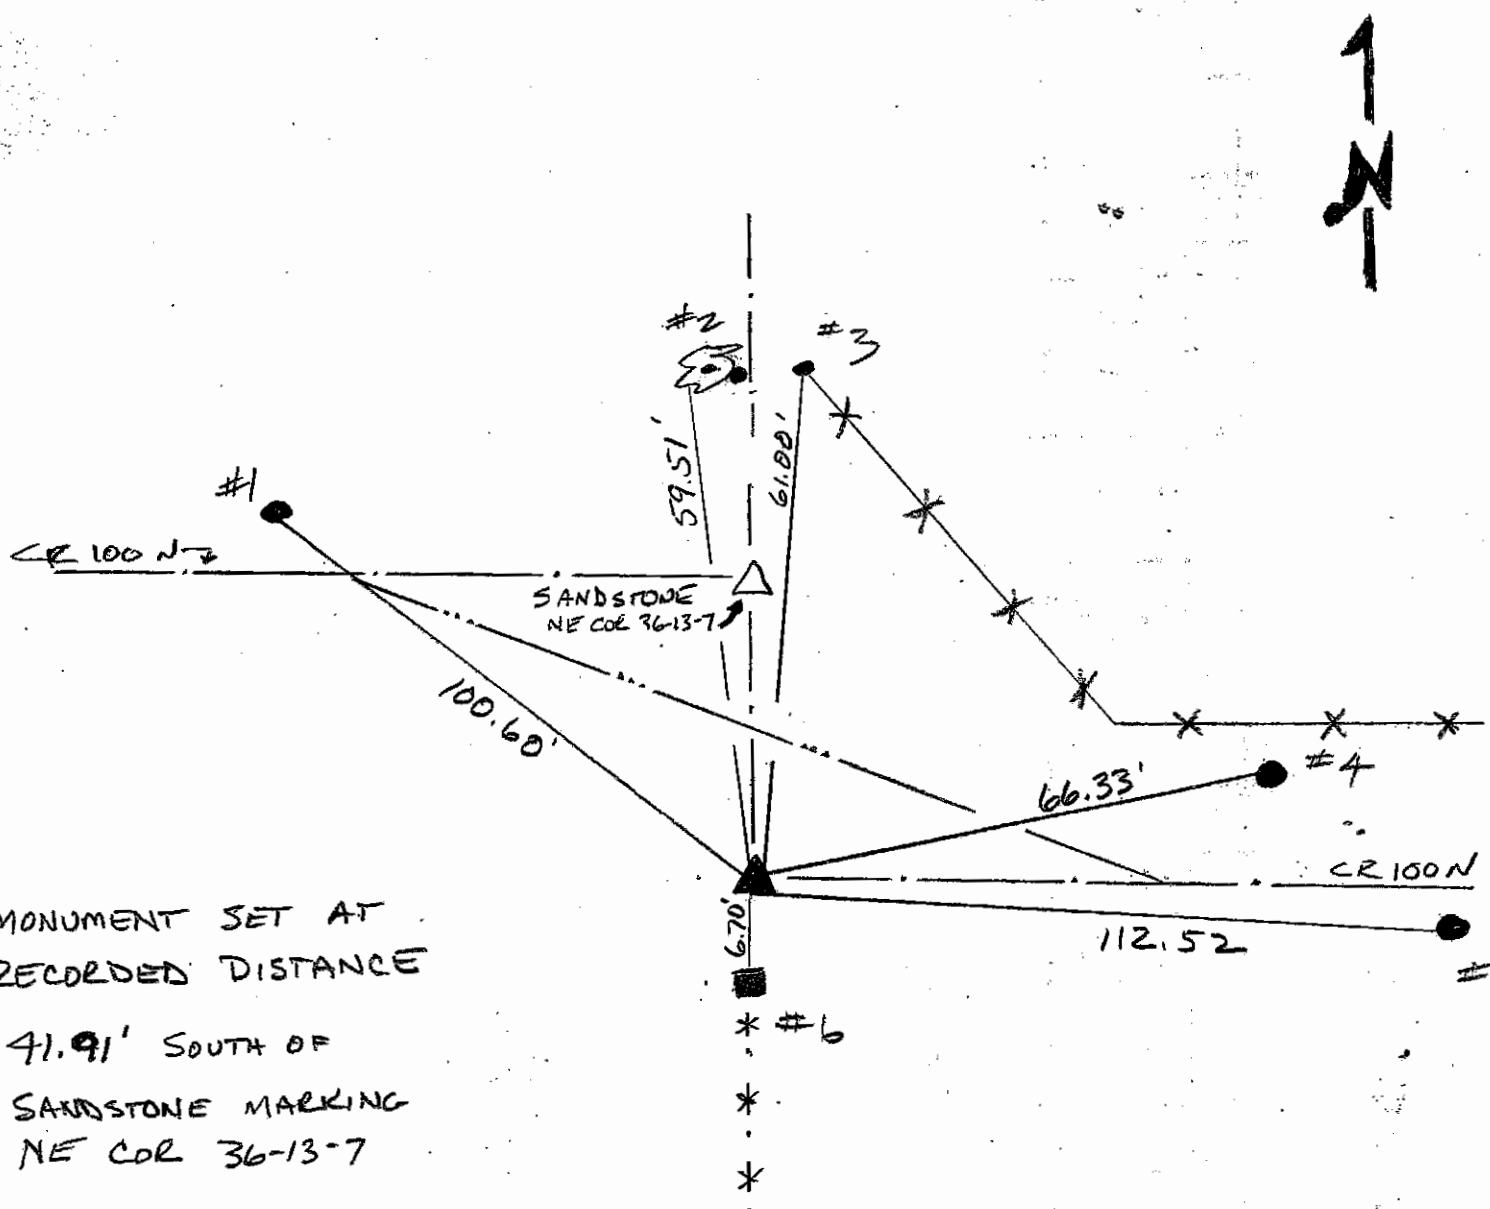 N
#2
#3
59.51'
61.00'
#1
CR 100 N
SANDSTONE
NE COR 36-13-7
100.60'
#4
66.33'
CR 100 N
MONUMENT SET AT
RECORDED DISTANCE
41.91' SOUTH OF
SANDSTONE MARKING
NE COR 36-13-7
6.70'
112.52
#
#6